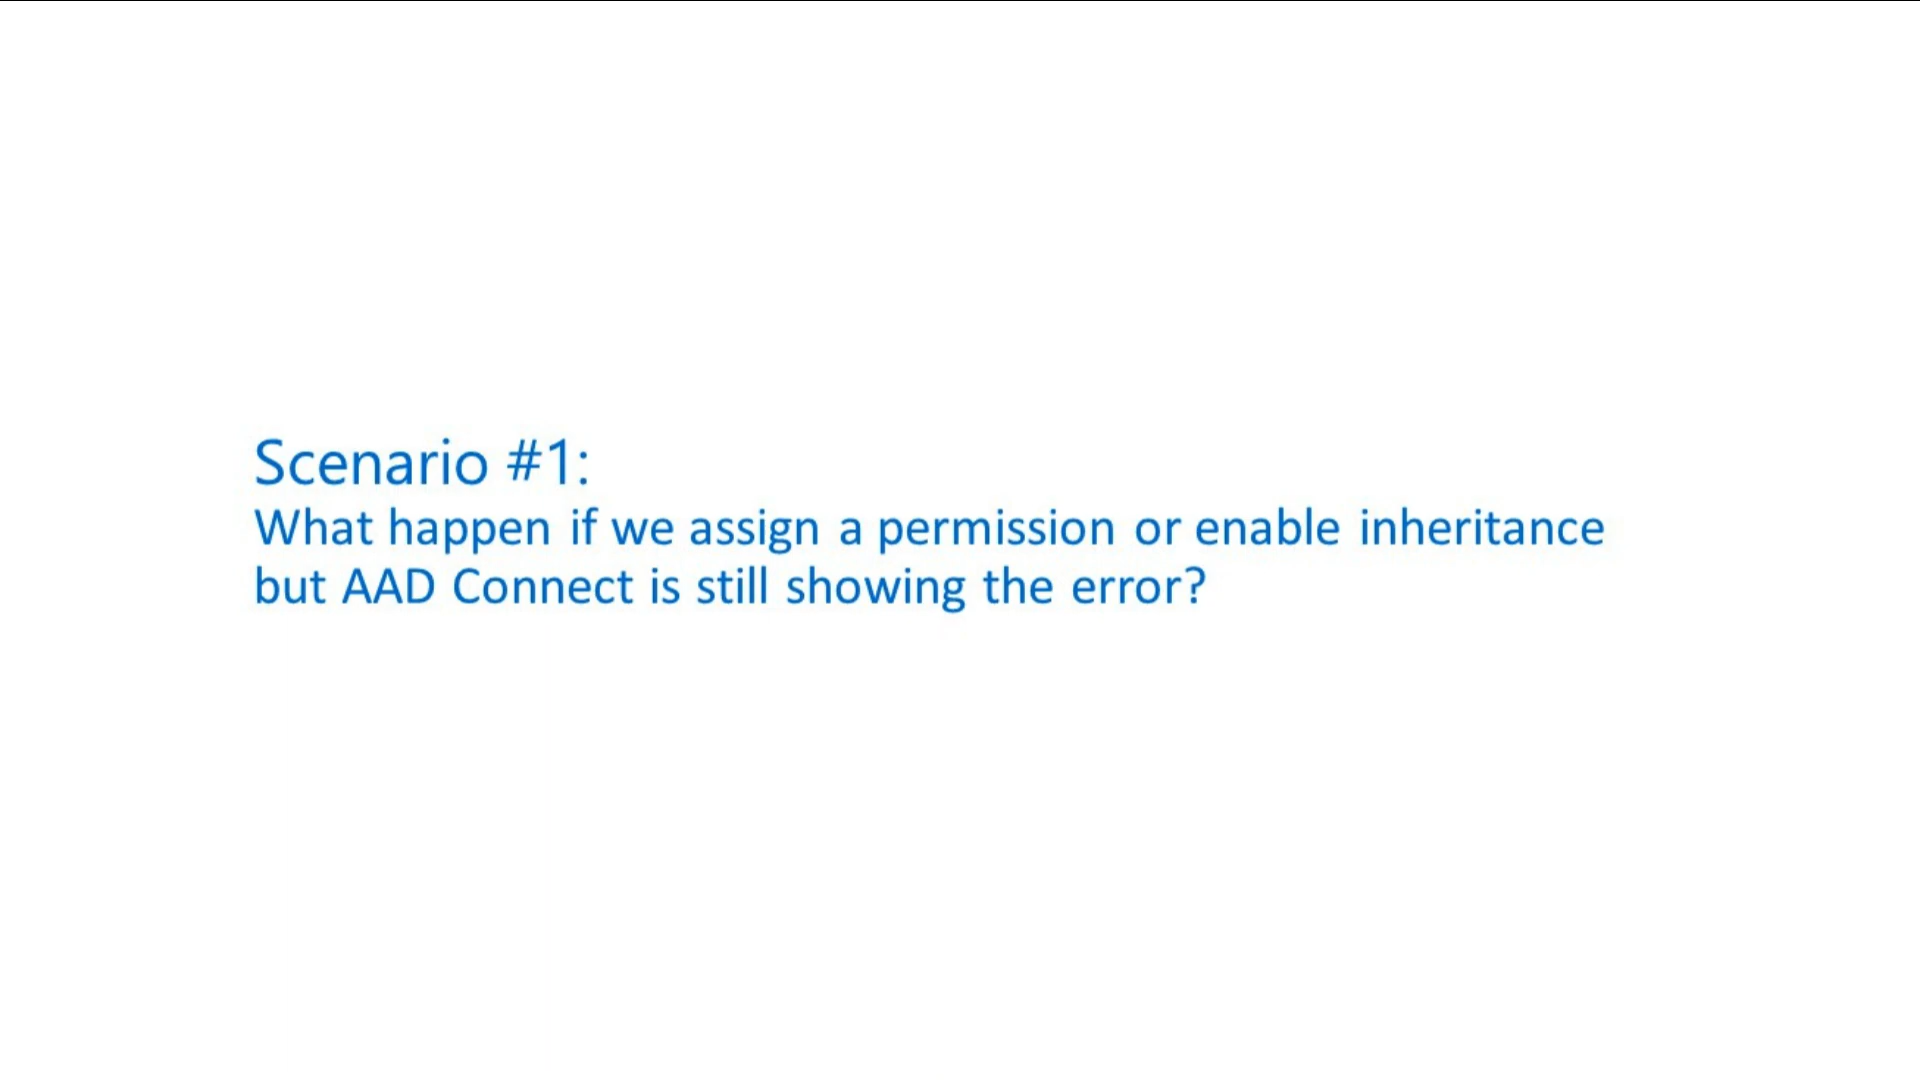 Scenario #1:
What happen if we assign a permission or enable inheritance
but AAD Connect is still showing the error?